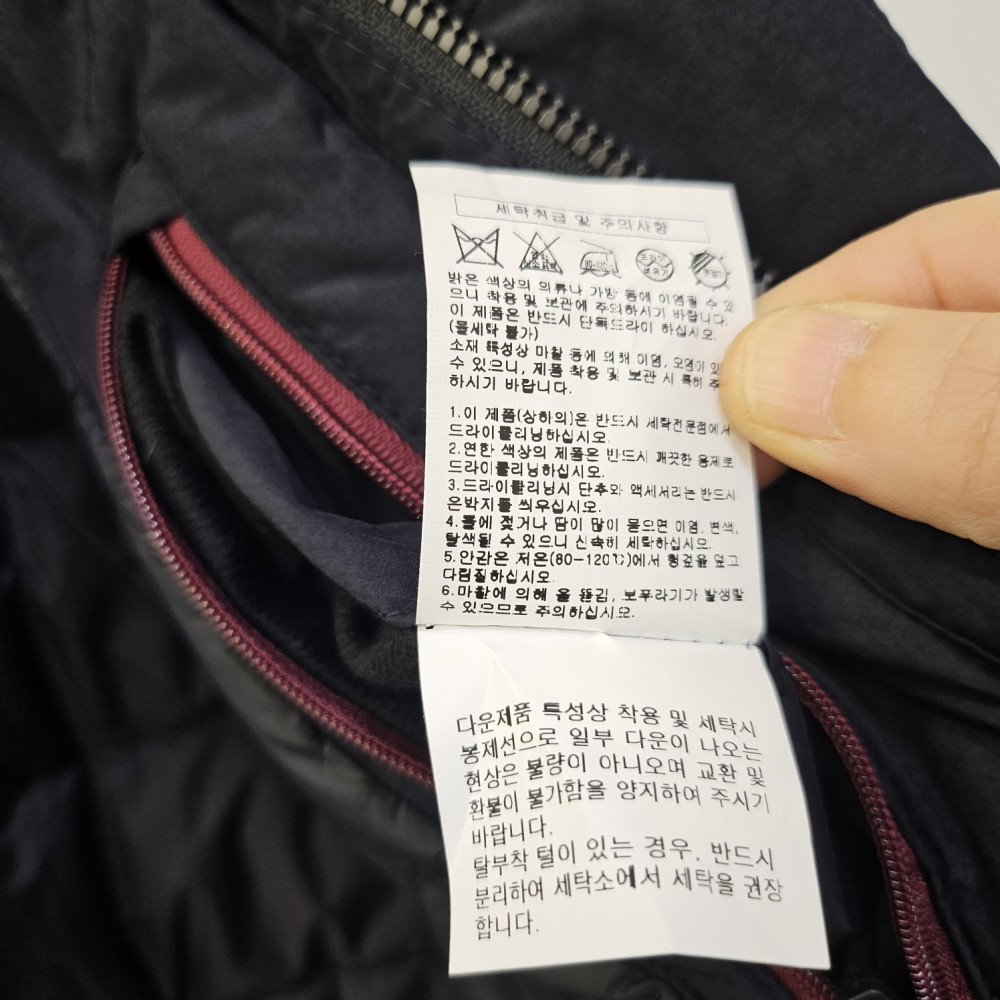 세탁취급 및 주의사항
80-120℃
드라이
밝은 색상의 의류나 가방 등에 이염될 수 있
으니 착용 및 보관에 주의하시기 바랍니다.
이 제품은 반드시 단독드라이 하십시오.
(물세탁 불가)
소재 특성상 마찰 등에 의해 이염, 오염이 있
수 있으니, 제품 착용 및 보관 시 특히 주
하시기 바랍니다.
1.이 제품(상하의)은 반드시 세탁전문점에서
드라이클리닝하십시오.
2.연한 색상의 제품은 반드시 깨끗한 용제로
드라이클리닝하십시오.
3.드라이클리닝시 단추와 액세서리는 반드시
은박지를 씌우십시오.
4.물에 젖거나 땀이 많이 묻으면 이염, 변색,
탈색될 수 있으니 신속히 세탁하십시오.
5.안감은 저온(80-120℃)에서 헝겊을 덮고
다림질하십시오.
6.마찰에 의해 올 뜯김, 보푸라기가 발생할
수 있으므로 주의하십시오.
다운제품 특성상 착용 및 세탁시
봉제선으로 일부 다운이 나오는
현상은 불량이 아니오며 교환 및
환불이 불가함을 양지하여 주시기
바랍니다.
탈부착 털이 있는 경우, 반드시
분리하여 세탁소에서 세탁을 권장
합니다.